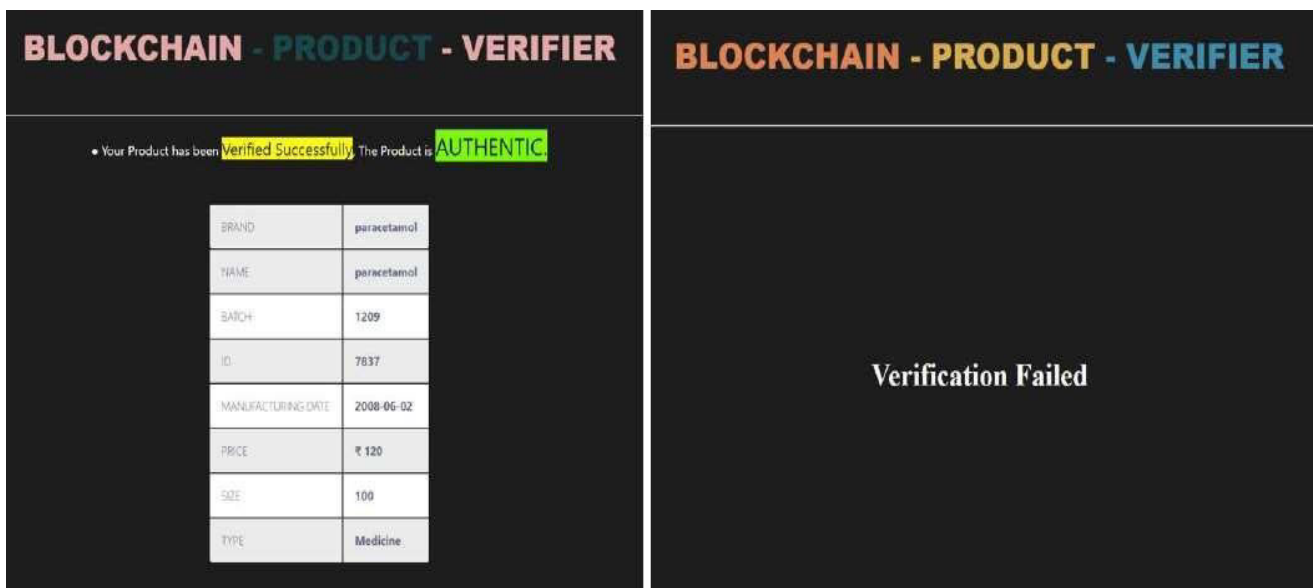 BLOCKCHAIN - PRODUCT - VERIFIER
• Your Product has been Verified Successfully, The Product is AUTHENTIC.
BRAND paracetamol
NAME paracetamol
BATCH 1209
ID 7837
MANUFACTURING DATE 2008-06-02
PRICE ₹ 120
SIZE 100
TYPE Medicine
BLOCKCHAIN - PRODUCT - VERIFIER
Verification Failed